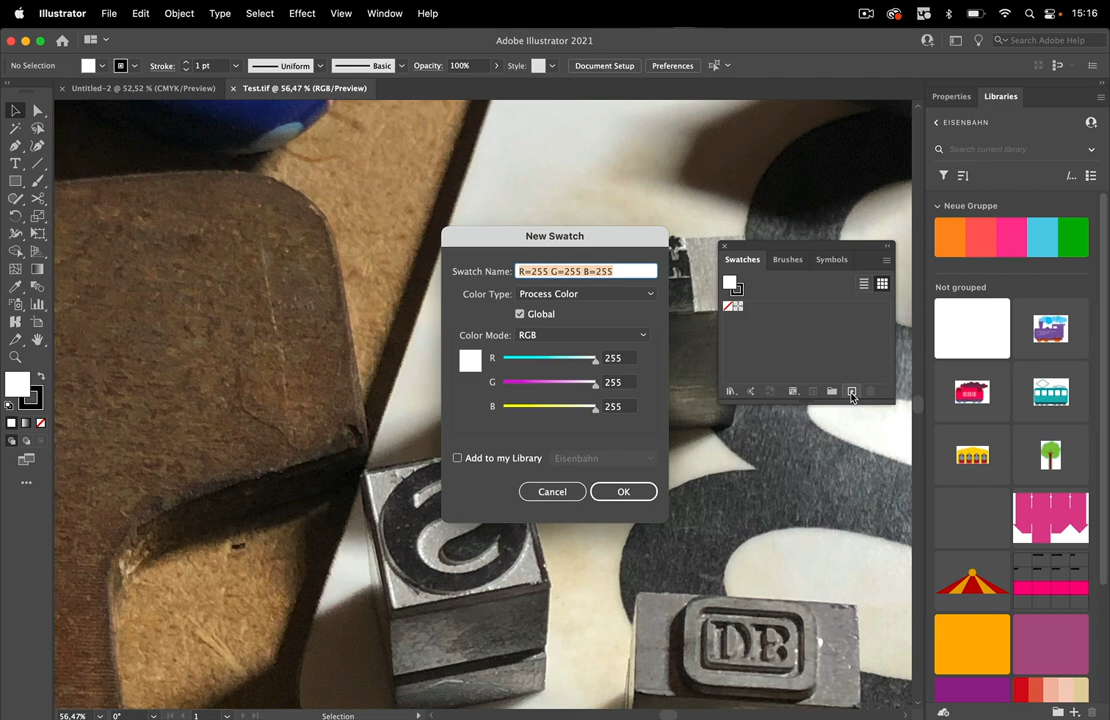 Illustrator File Edit Object Type Select Effect View Window Help 15:16
Adobe Illustrator 2021 Search Adobe Help
No Selection Stroke: 1 pt Uniform Basic Opacity: 100% Style: Document Setup Preferences
Untitled-2 @ 52,52 % (CMYK/Preview) Test.tif @ 56,47 % (RGB/Preview)
Properties Libraries
EISENBAHN
Search current library
Neue Gruppe
Not grouped
New Swatch
Swatch Name: R=255 G=255 B=255
Color Type: Process Color
Global
Color Mode: RGB
R 255
G 255
B 255
Add to my Library Eisenbahn
Cancel OK
Swatches Brushes Symbols
DB
56,47% 0° 1 Selection